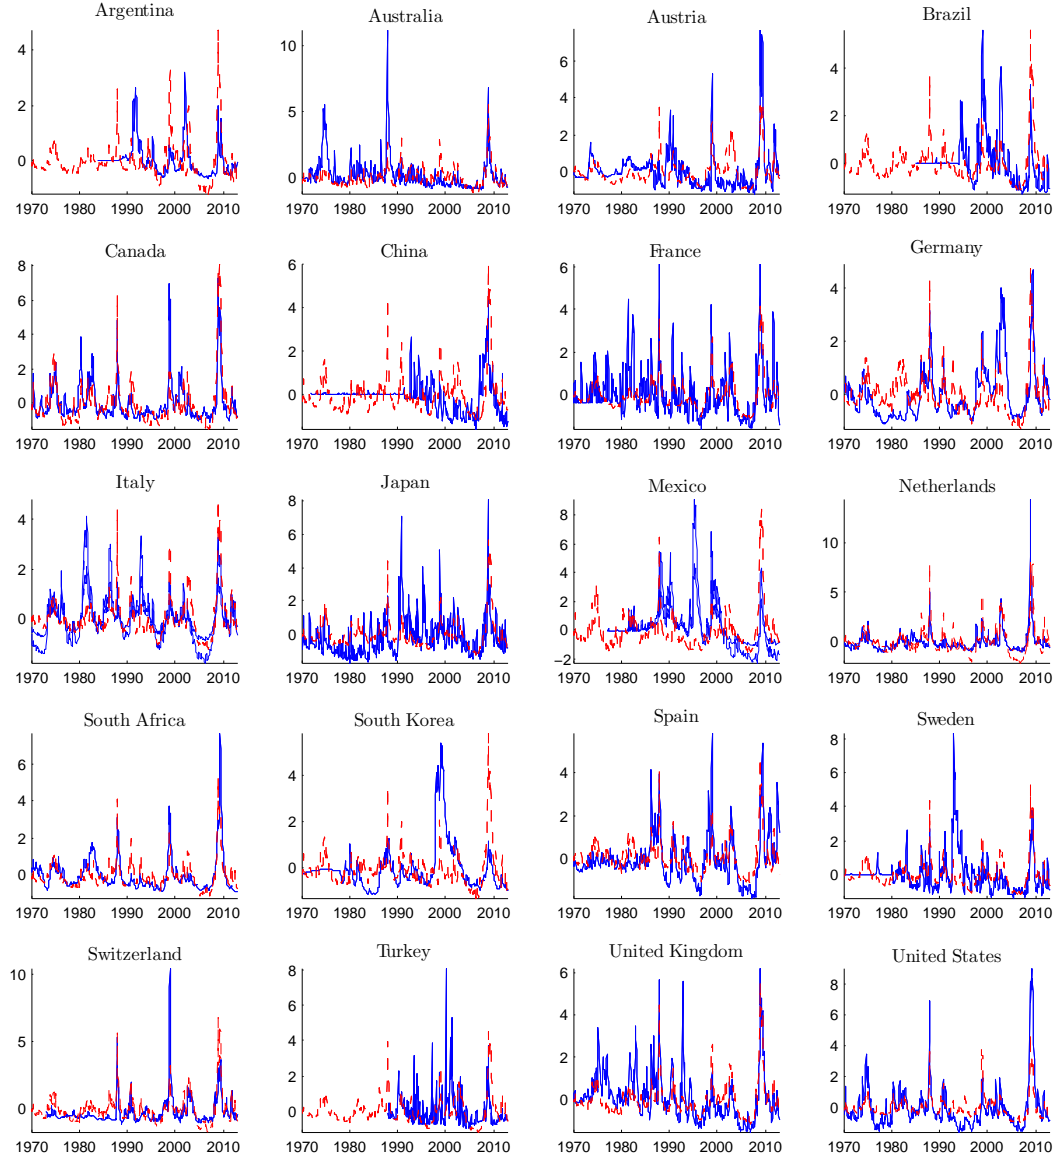 Argentina Australia Austria Brazil
4 10 6 4
2 5 4 2
0 0 2 0
0
1970 1980 1990 2000 2010 1970 1980 1990 2000 2010 1970 1980 1990 2000 2010 1970 1980 1990 2000 2010
Canada China France Germany
8 6 6 4
6 4 4 2
4 2 2 0
2 0 0
0
1970 1980 1990 2000 2010 1970 1980 1990 2000 2010 1970 1980 1990 2000 2010 1970 1980 1990 2000 2010
Italy Japan Mexico Netherlands
4 8 8 10
2 6 6 5
0 4 4 0
2 2
0 0
−2
1970 1980 1990 2000 2010 1970 1980 1990 2000 2010 1970 1980 1990 2000 2010 1970 1980 1990 2000 2010
South Africa South Korea Spain Sweden
6 4 4 8
4 2 2 6
2 0 0 4
0 2
0
1970 1980 1990 2000 2010 1970 1980 1990 2000 2010 1970 1980 1990 2000 2010 1970 1980 1990 2000 2010
Switzerland Turkey United Kingdom United States
10 8 6 8
5 6 4 6
0 4 2 4
2 0 2
0 0
1970 1980 1990 2000 2010 1970 1980 1990 2000 2010 1970 1980 1990 2000 2010 1970 1980 1990 2000 2010